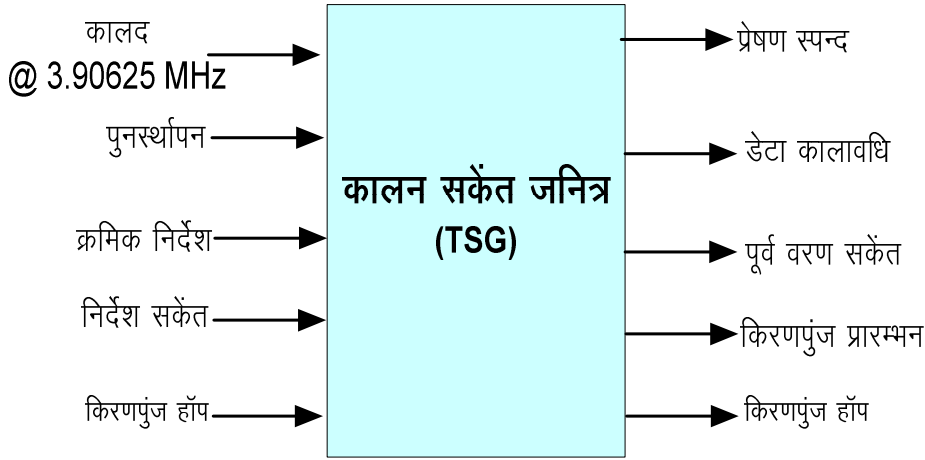 कालद
@ 3.90625 MHz
पुनर्स्थापन
क्रमिक निर्देश
निर्देश सकेंत
किरणपुंज हॉप
कालन सकेंत जनित्र
(TSG)
प्रेषण स्पन्द
डेटा कालावधि
पूर्व वरण सकेंत
किरणपुंज प्रारम्भन
किरणपुंज हॉप